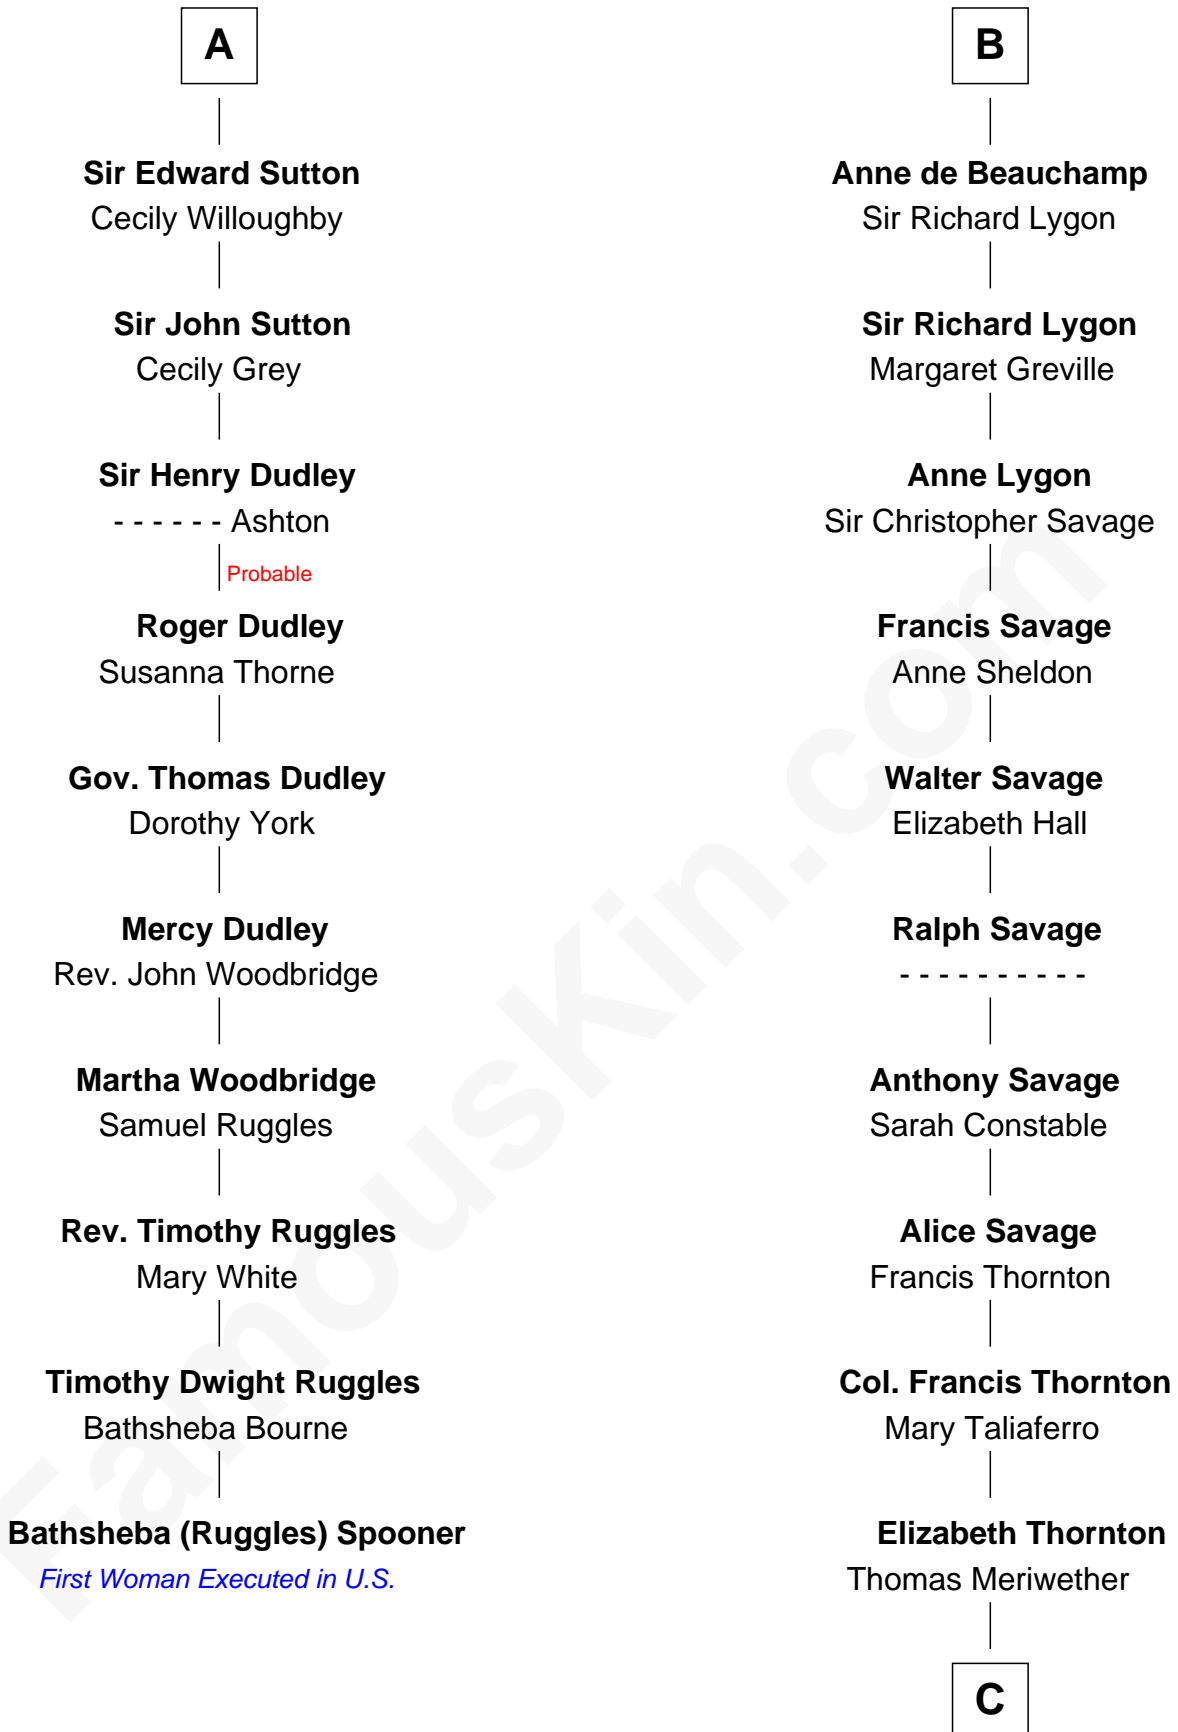 A
Sir Edward Sutton
Cecily Willoughby
Sir John Sutton
Cecily Grey
Sir Henry Dudley
- - - - - - Ashton
Probable
Roger Dudley
Susanna Thorne
Gov. Thomas Dudley
Dorothy York
Mercy Dudley
Rev. John Woodbridge
Martha Woodbridge
Samuel Ruggles
Rev. Timothy Ruggles
Mary White
Timothy Dwight Ruggles
Bathsheba Bourne
Bathsheba (Ruggles) Spooner
First Woman Executed in U.S.
B
Anne de Beauchamp
Sir Richard Lygon
Sir Richard Lygon
Margaret Greville
Anne Lygon
Sir Christopher Savage
Francis Savage
Anne Sheldon
Walter Savage
Elizabeth Hall
Ralph Savage
- - - - - - - - - -
Anthony Savage
Sarah Constable
Alice Savage
Francis Thornton
Col. Francis Thornton
Mary Taliaferro
Elizabeth Thornton
Thomas Meriwether
C
FamousKin.com